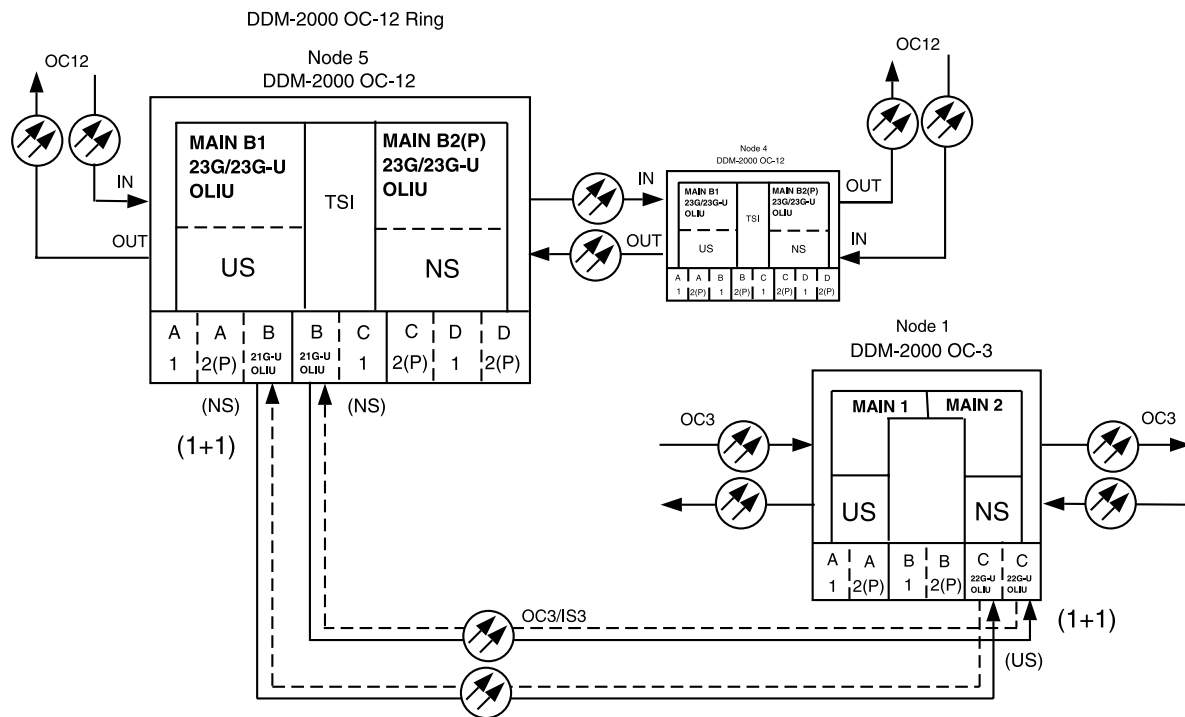 DDM-2000 OC-12 Ring
Node 5
DDM-2000 OC-12
OC12
OC12
IN
OUT
MAIN B1
23G/23G-U
OLIU
TSI
MAIN B2(P)
23G/23G-U
OLIU
US
NS
A
1
A
2(P)
B
21G-U
OLIU
B
21G-U
OLIU
C
1
C
2(P)
D
1
D
2(P)
IN
OUT
Node 4
DDM-2000 OC-12
MAIN B1
23G/23G-U
OLIU
TSI
MAIN B2(P)
23G/23G-U
OLIU
US
NS
A
1
A
2(P)
B
1
B
2(P)
C
1
C
2(P)
D
1
D
2(P)
OUT
IN
(NS)
(NS)
(1+1)
Node 1
DDM-2000 OC-3
OC3
MAIN 1
MAIN 2
OC3
US
NS
A
1
A
2(P)
B
1
B
2(P)
C
22G-U
OLIU
C
22G-U
OLIU
OC3/IS3
(1+1)
(US)